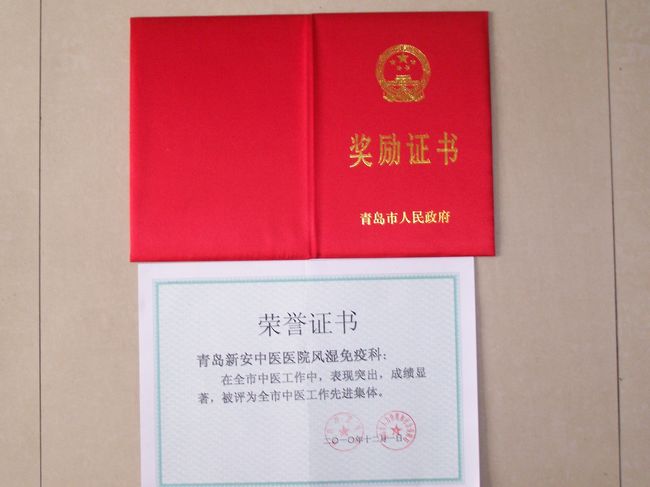 奖励证书
青岛市人民政府
荣誉证书
青岛新安中医医院风湿免疫科：
在全市中医工作中，表现突出，成绩显
著，被评为全市中医工作先进集体。
二〇一〇年十二月一日